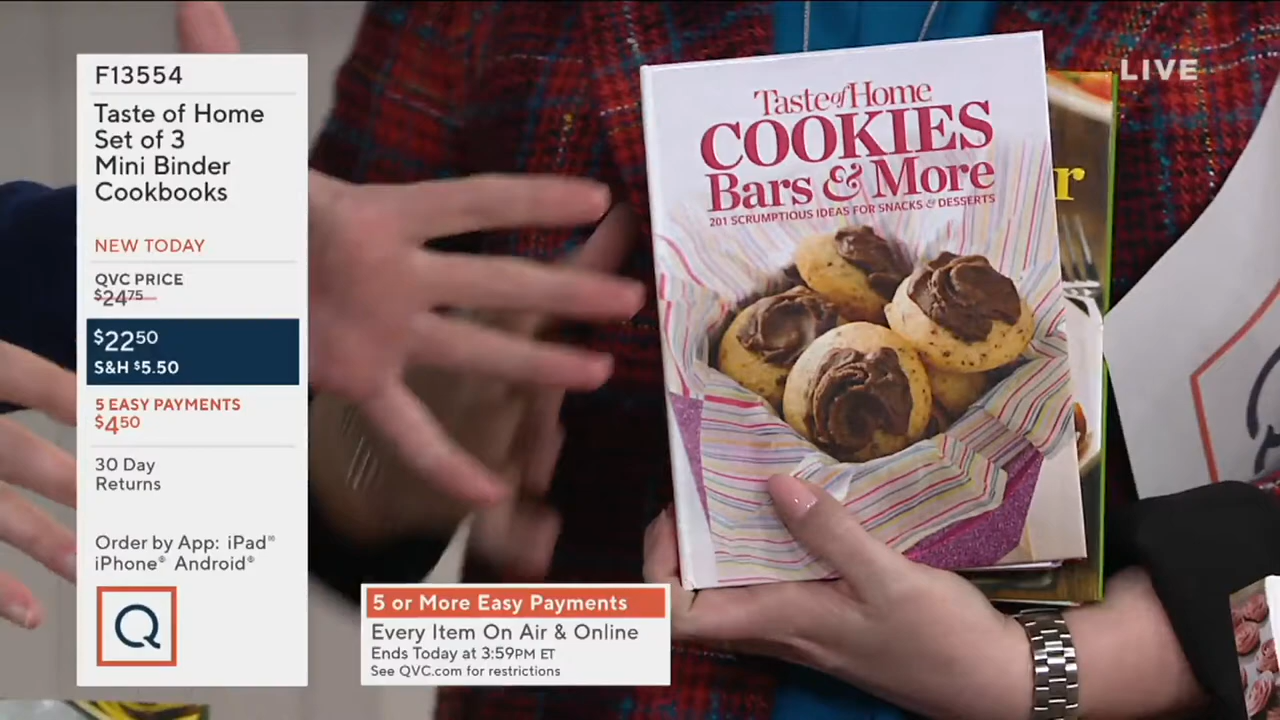 F13554
Taste of Home
Set of 3
Mini Binder
Cookbooks
NEW TODAY
QVC PRICE
$24.75
$22.50
S&H $5.50
5 EASY PAYMENTS
$4.50
30 Day
Returns
Order by App: iPad®
iPhone® Android®
Q
5 or More Easy Payments
Every Item On Air & Online
Ends Today at 3:59PM ET
See QVC.com for restrictions
LIVE
Taste of Home
COOKIES
Bars & More
201 SCRUMPTIOUS IDEAS FOR SNACKS & DESSERTS
r